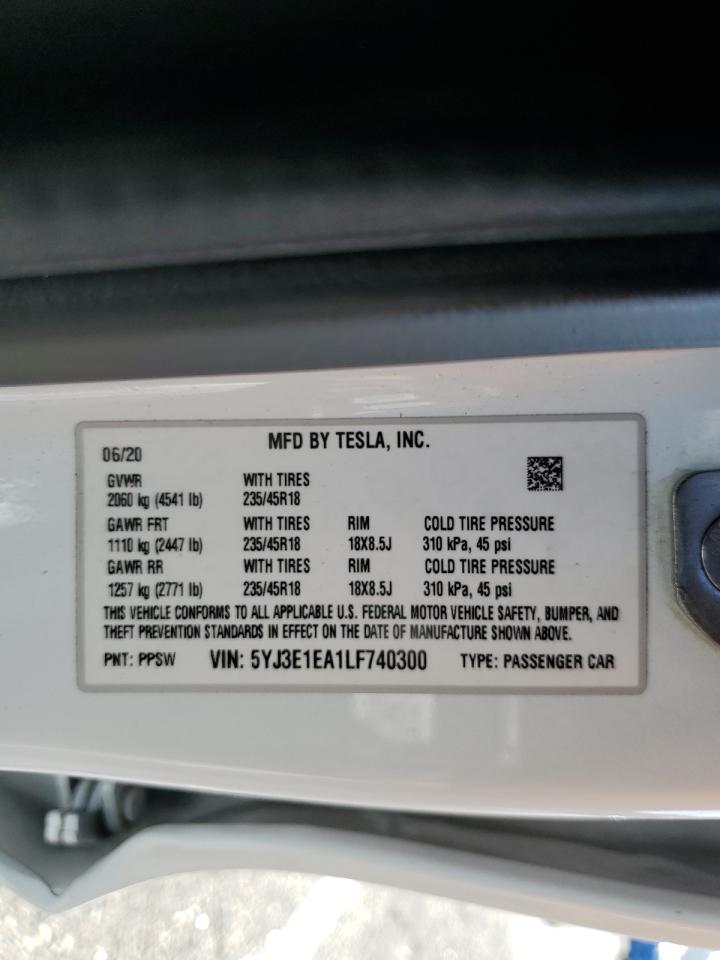 MFD BY TESLA, INC.
06/20
GVWR WITH TIRES
2060 kg (4541 lb) 235/45R18
GAWR FRT WITH TIRES RIM COLD TIRE PRESSURE
1110 kg (2447 lb) 235/45R18 18X8.5J 310 kPa, 45 psi
GAWR RR WITH TIRES RIM COLD TIRE PRESSURE
1257 kg (2771 lb) 235/45R18 18X8.5J 310 kPa, 45 psi
THIS VEHICLE CONFORMS TO ALL APPLICABLE U.S. FEDERAL MOTOR VEHICLE SAFETY, BUMPER, AND
THEFT PREVENTION STANDARDS IN EFFECT ON THE DATE OF MANUFACTURE SHOWN ABOVE.
PNT: PPSW VIN: 5YJ3E1EA1LF740300 TYPE: PASSENGER CAR